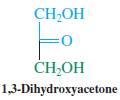 CH₂OH
=O
CH₂OH
1,3-Dihydroxyacetone